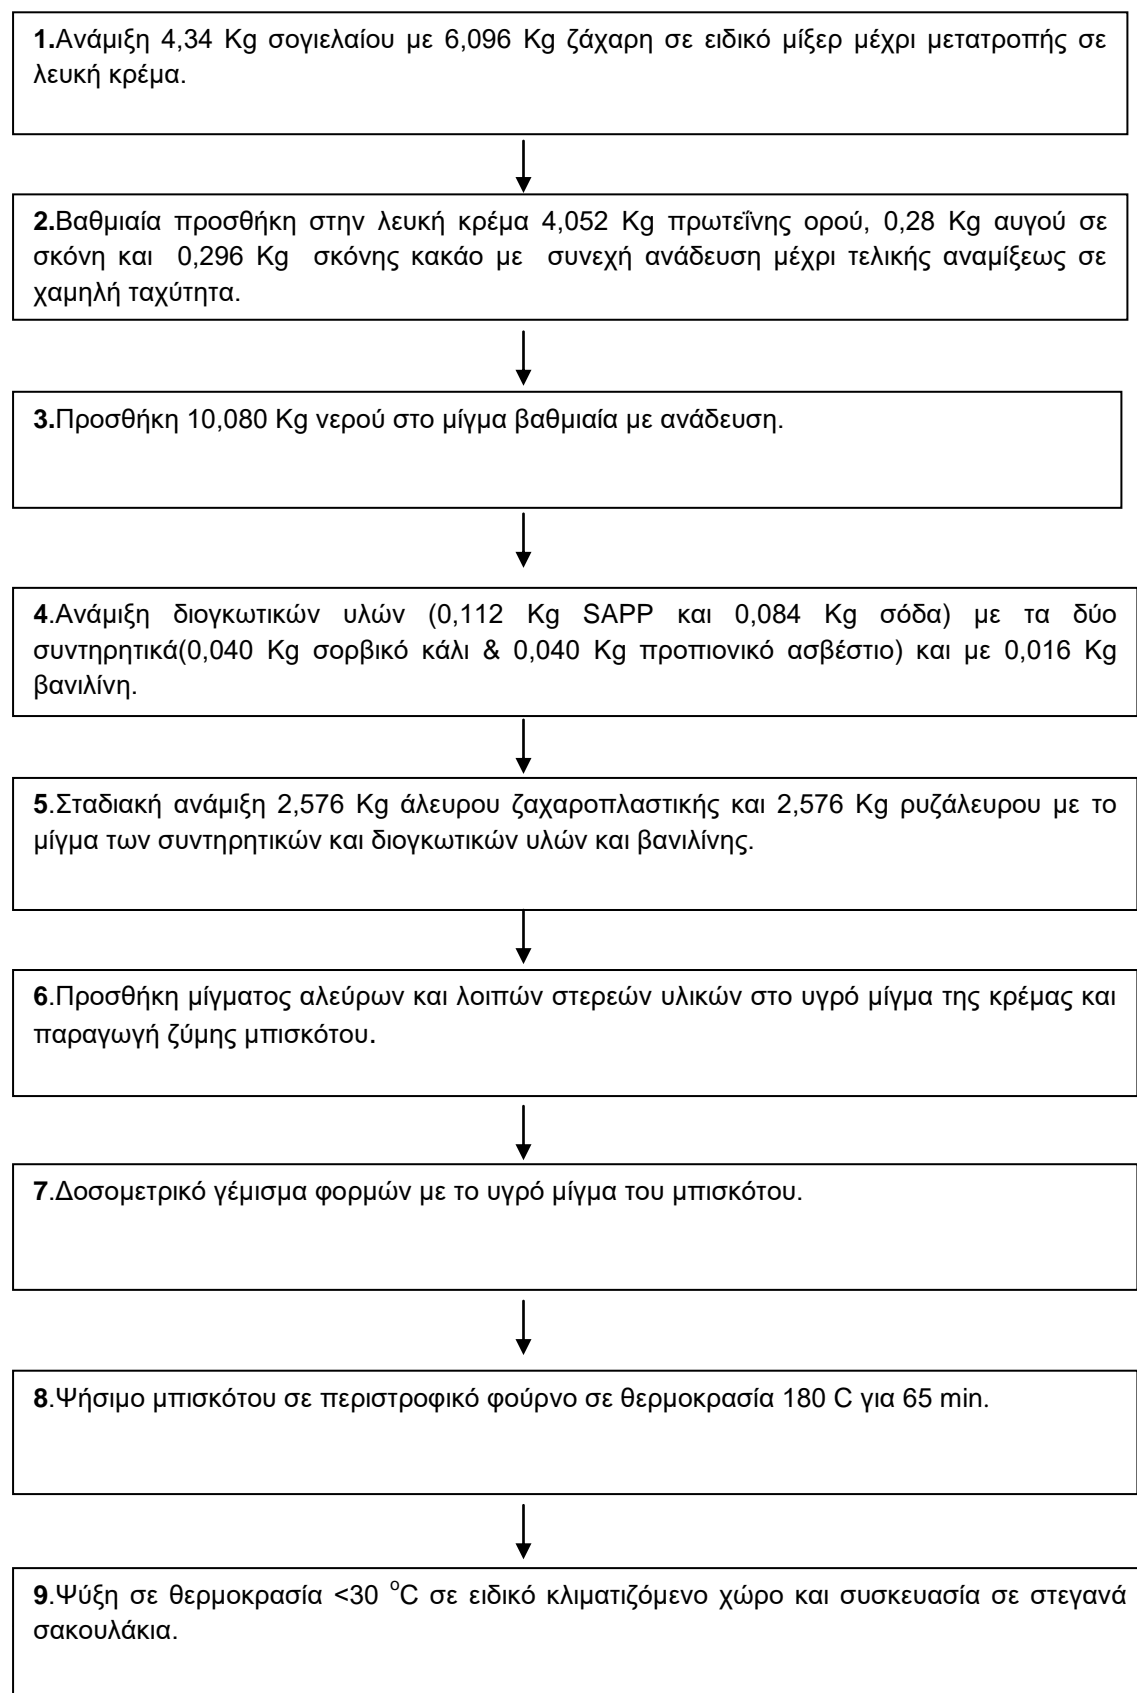 1.Ανάμιξη 4,34 Kg σογιελαίου με 6,096 Kg ζάχαρη σε ειδικό μίξερ μέχρι μετατροπής σε
λευκή κρέμα.
2.Βαθμιαία προσθήκη στην λευκή κρέμα 4,052 Kg πρωτεΐνης ορού, 0,28 Kg αυγού σε
σκόνη και 0,296 Kg σκόνης κακάο με συνεχή ανάδευση μέχρι τελικής αναμίξεως σε
χαμηλή ταχύτητα.
3.Προσθήκη 10,080 Kg νερού στο μίγμα βαθμιαία με ανάδευση.
4.Ανάμιξη διογκωτικών υλών (0,112 Kg SAPP και 0,084 Kg σόδα) με τα δύο
συντηρητικά(0,040 Kg σορβικό κάλι & 0,040 Kg προπιονικό ασβέστιο) και με 0,016 Kg
βανιλίνη.
5.Σταδιακή ανάμιξη 2,576 Kg άλευρου ζαχαροπλαστικής και 2,576 Kg ρυζάλευρου με το
μίγμα των συντηρητικών και διογκωτικών υλών και βανιλίνης.
6.Προσθήκη μίγματος αλεύρων και λοιπών στερεών υλικών στο υγρό μίγμα της κρέμας και
παραγωγή ζύμης μπισκότου.
7.Δοσομετρικό γέμισμα φορμών με το υγρό μίγμα του μπισκότου.
8.Ψήσιμο μπισκότου σε περιστροφικό φούρνο σε θερμοκρασία 180 C για 65 min.
9.Ψύξη σε θερμοκρασία <30 °C σε ειδικό κλιματιζόμενο χώρο και συσκευασία σε στεγανά
σακουλάκια.